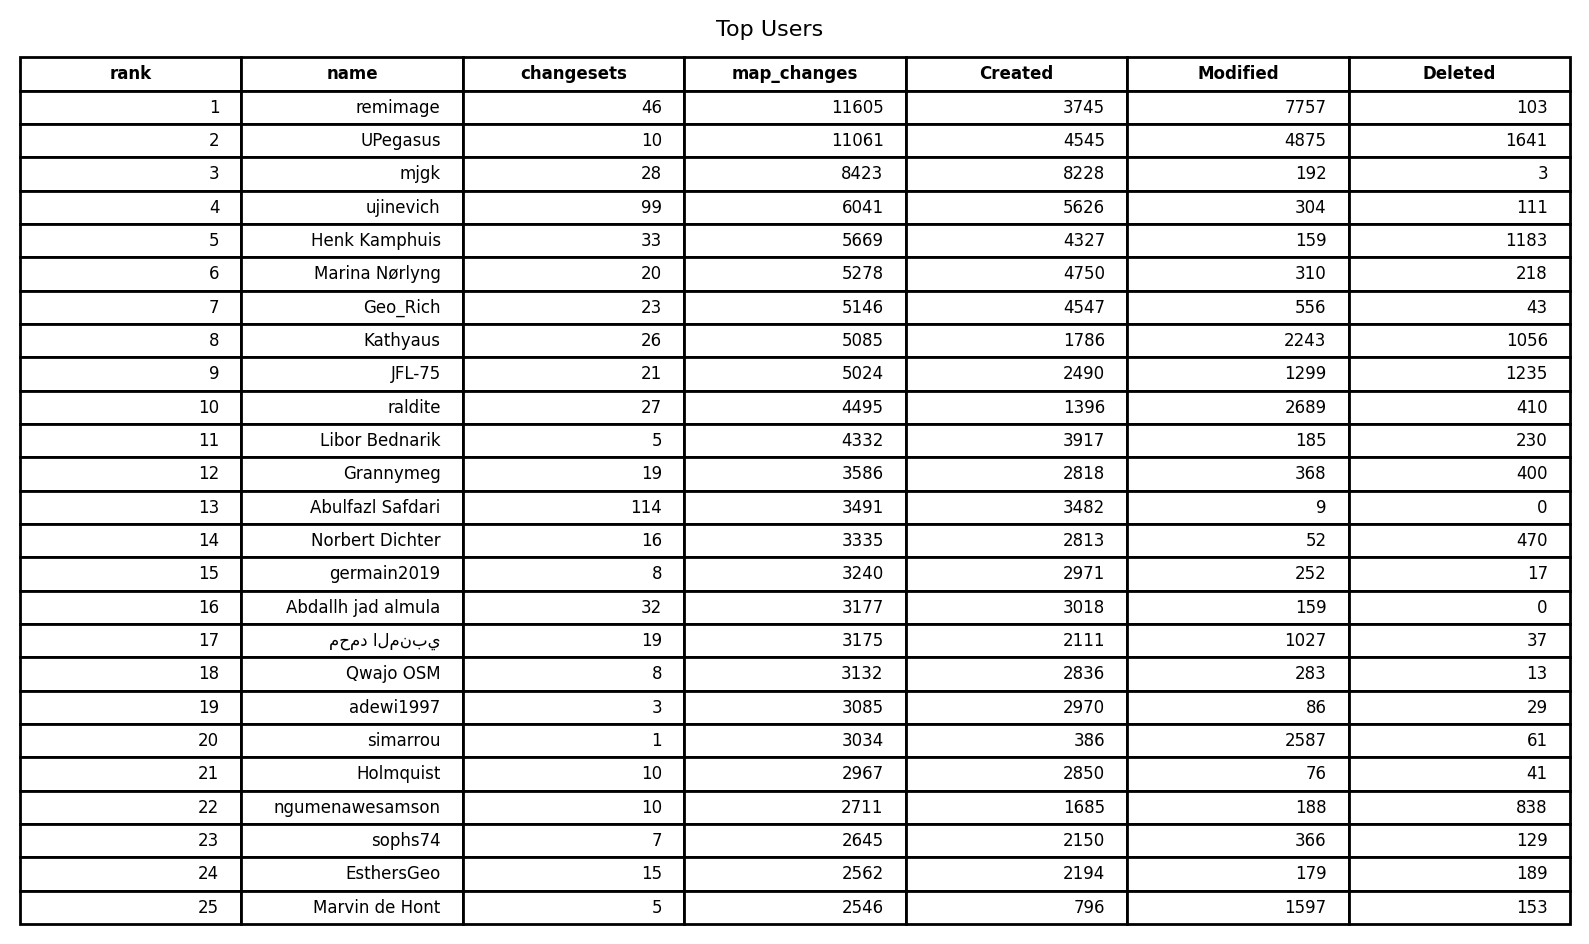 Top Users
rank name changesets map_changes Created Modified Deleted
1 remimage 46 11605 3745 7757 103
2 UPegasus 10 11061 4545 4875 1641
3 mjgk 28 8423 8228 192 3
4 ujinevich 99 6041 5626 304 111
5 Henk Kamphuis 33 5669 4327 159 1183
6 Marina Nørlyng 20 5278 4750 310 218
7 Geo_Rich 23 5146 4547 556 43
8 Kathyaus 26 5085 1786 2243 1056
9 JFL-75 21 5024 2490 1299 1235
10 raldite 27 4495 1396 2689 410
11 Libor Bednarik 5 4332 3917 185 230
12 Grannymeg 19 3586 2818 368 400
13 Abulfazl Safdari 114 3491 3482 9 0
14 Norbert Dichter 16 3335 2813 52 470
15 germain2019 8 3240 2971 252 17
16 Abdallh jad almula 32 3177 3018 159 0
17 محمد المنبي 19 3175 2111 1027 37
18 Qwajo OSM 8 3132 2836 283 13
19 adewi1997 3 3085 2970 86 29
20 simarrou 1 3034 386 2587 61
21 Holmquist 10 2967 2850 76 41
22 ngumenawesamson 10 2711 1685 188 838
23 sophs74 7 2645 2150 366 129
24 EsthersGeo 15 2562 2194 179 189
25 Marvin de Hont 5 2546 796 1597 153